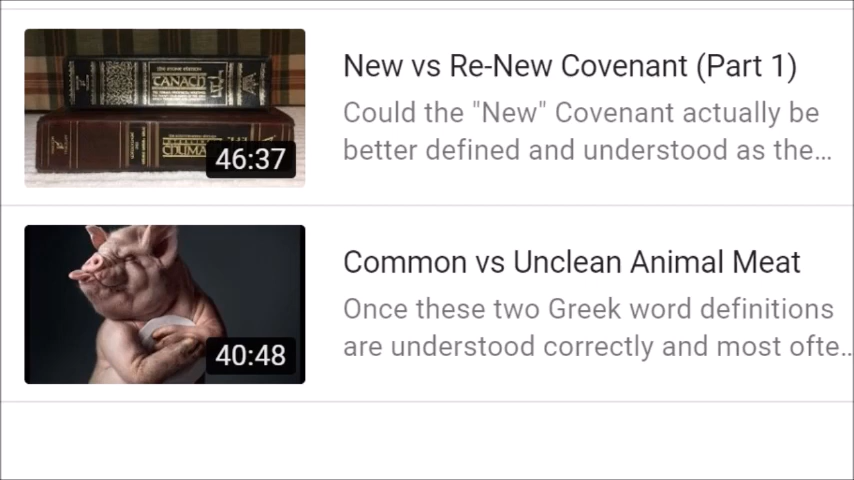 New vs Re-New Covenant (Part 1)
Could the "New" Covenant actually be
better defined and understood as the...
TANACH
46:37
Common vs Unclean Animal Meat
Once these two Greek word definitions
are understood correctly and most ofte...
40:48